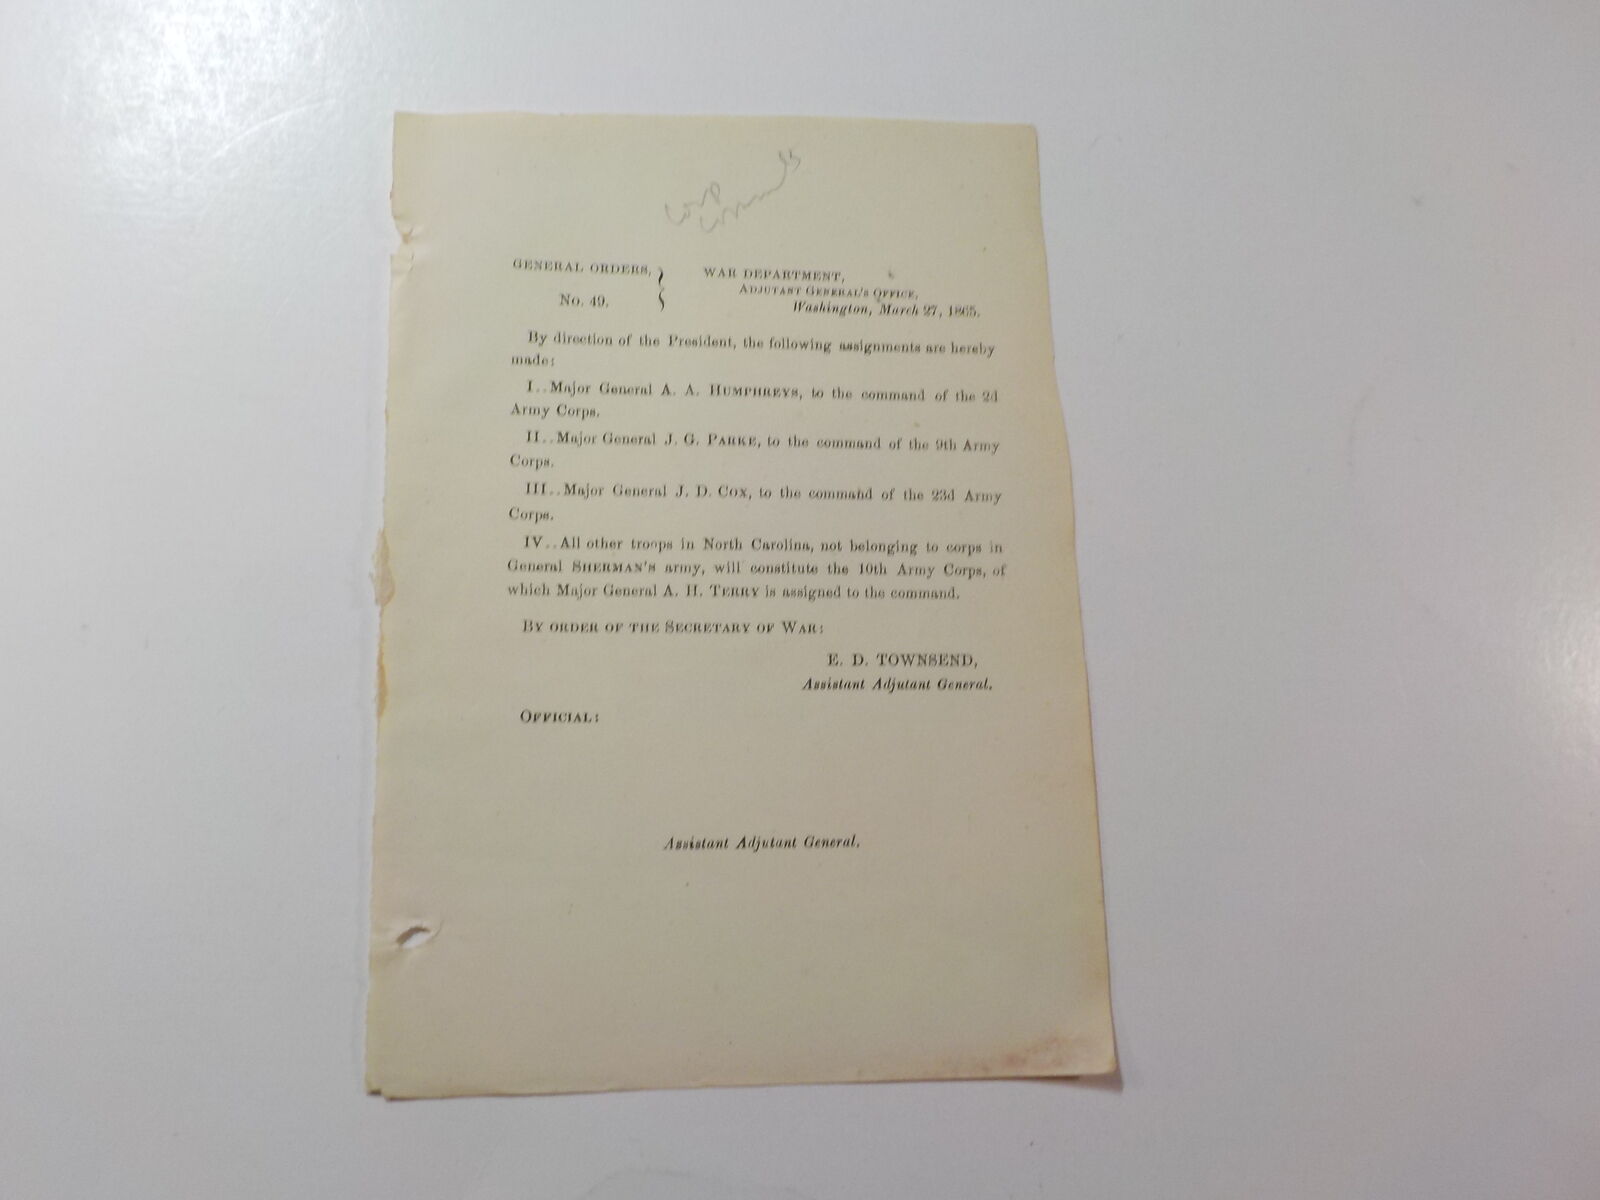 Corp
Commands
GENERAL ORDERS,
No. 49.
WAR DEPARTMENT,
ADJUTANT GENERAL'S OFFICE,
Washington, March 27, 1865.
By direction of the President, the following assignments are hereby
made:
I..Major General A. A. HUMPHREYS, to the command of the 2d
Army Corps.
II..Major General J. G. PARKE, to the command of the 9th Army
Corps.
III..Major General J. D. COX, to the command of the 23d Army
Corps.
IV..All other troops in North Carolina, not belonging to corps in
General SHERMAN'S army, will constitute the 10th Army Corps, of
which Major General A. H. TERRY is assigned to the command.
BY ORDER OF THE SECRETARY OF WAR:
E. D. TOWNSEND,
Assistant Adjutant General.
OFFICIAL:
Assistant Adjutant General.